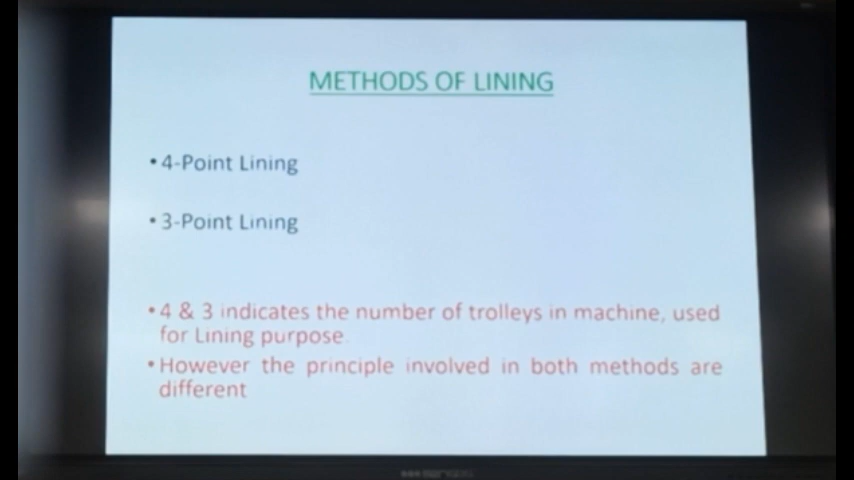 METHODS OF LINING
•4-Point Lining
•3-Point Lining
•4 & 3 indicates the number of trolleys in machine, used
for Lining purpose.
•However the principle involved in both methods are
different